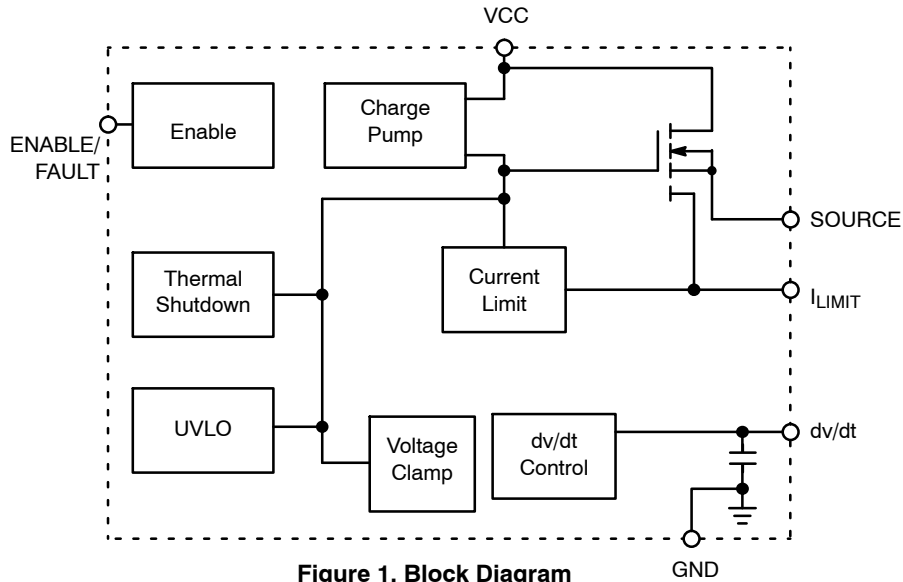 VCC
Enable
Charge
Pump
ENABLE/
FAULT
SOURCE
Thermal
Shutdown
Current
Limit
ILIMIT
UVLO
Voltage
Clamp
dv/dt
Control
dv/dt
Figure 1. Block Diagram
GND